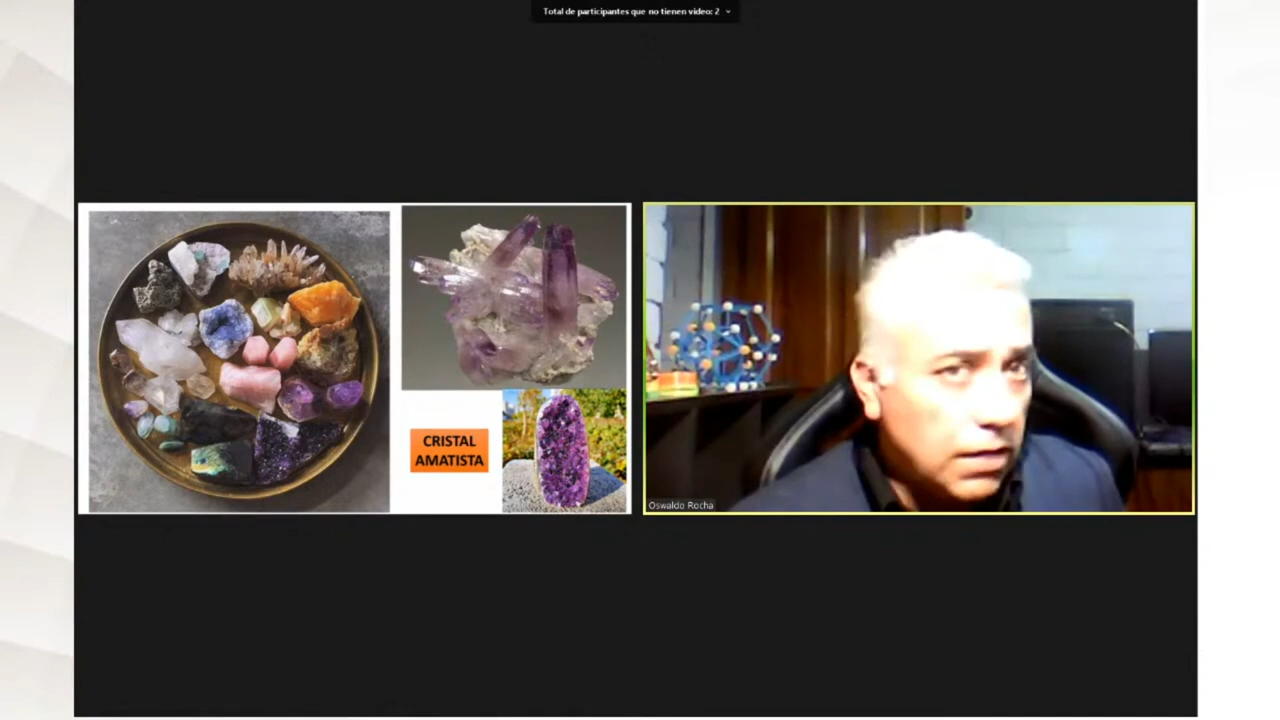 Total de participantes que no tienen video: 2
CRISTAL
AMATISTA
Oswaldo Rocha